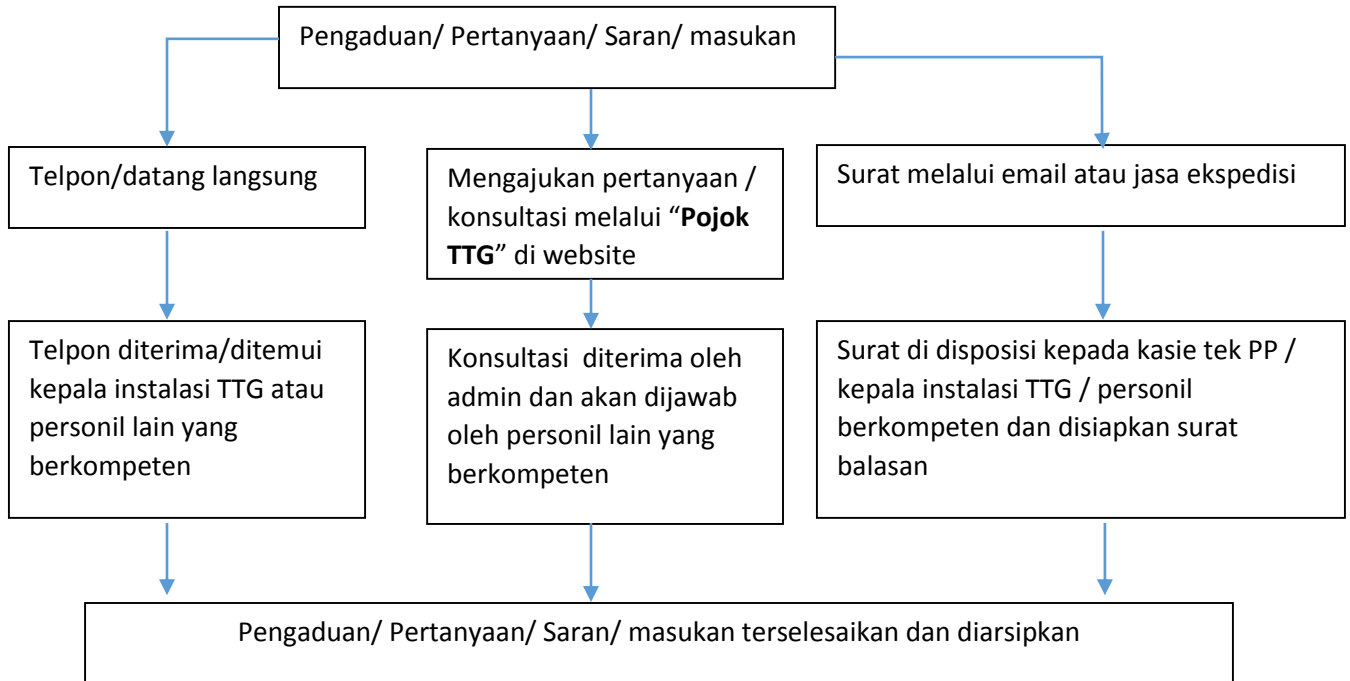 Pengaduan/ Pertanyaan/ Saran/ masukan
Telpon/datang langsung
Mengajukan pertanyaan /
konsultasi melalui “Pojok
TTG” di website
Surat melalui email atau jasa ekspedisi
Telpon diterima/ditemui
kepala instalasi TTG atau
personil lain yang
berkompeten
Konsultasi  diterima oleh
admin dan akan dijawab
oleh personil lain yang
berkompeten
Surat di disposisi kepada kasie tek PP /
kepala instalasi TTG / personil
berkompeten dan disiapkan surat
balasan
Pengaduan/ Pertanyaan/ Saran/ masukan terselesaikan dan diarsipkan